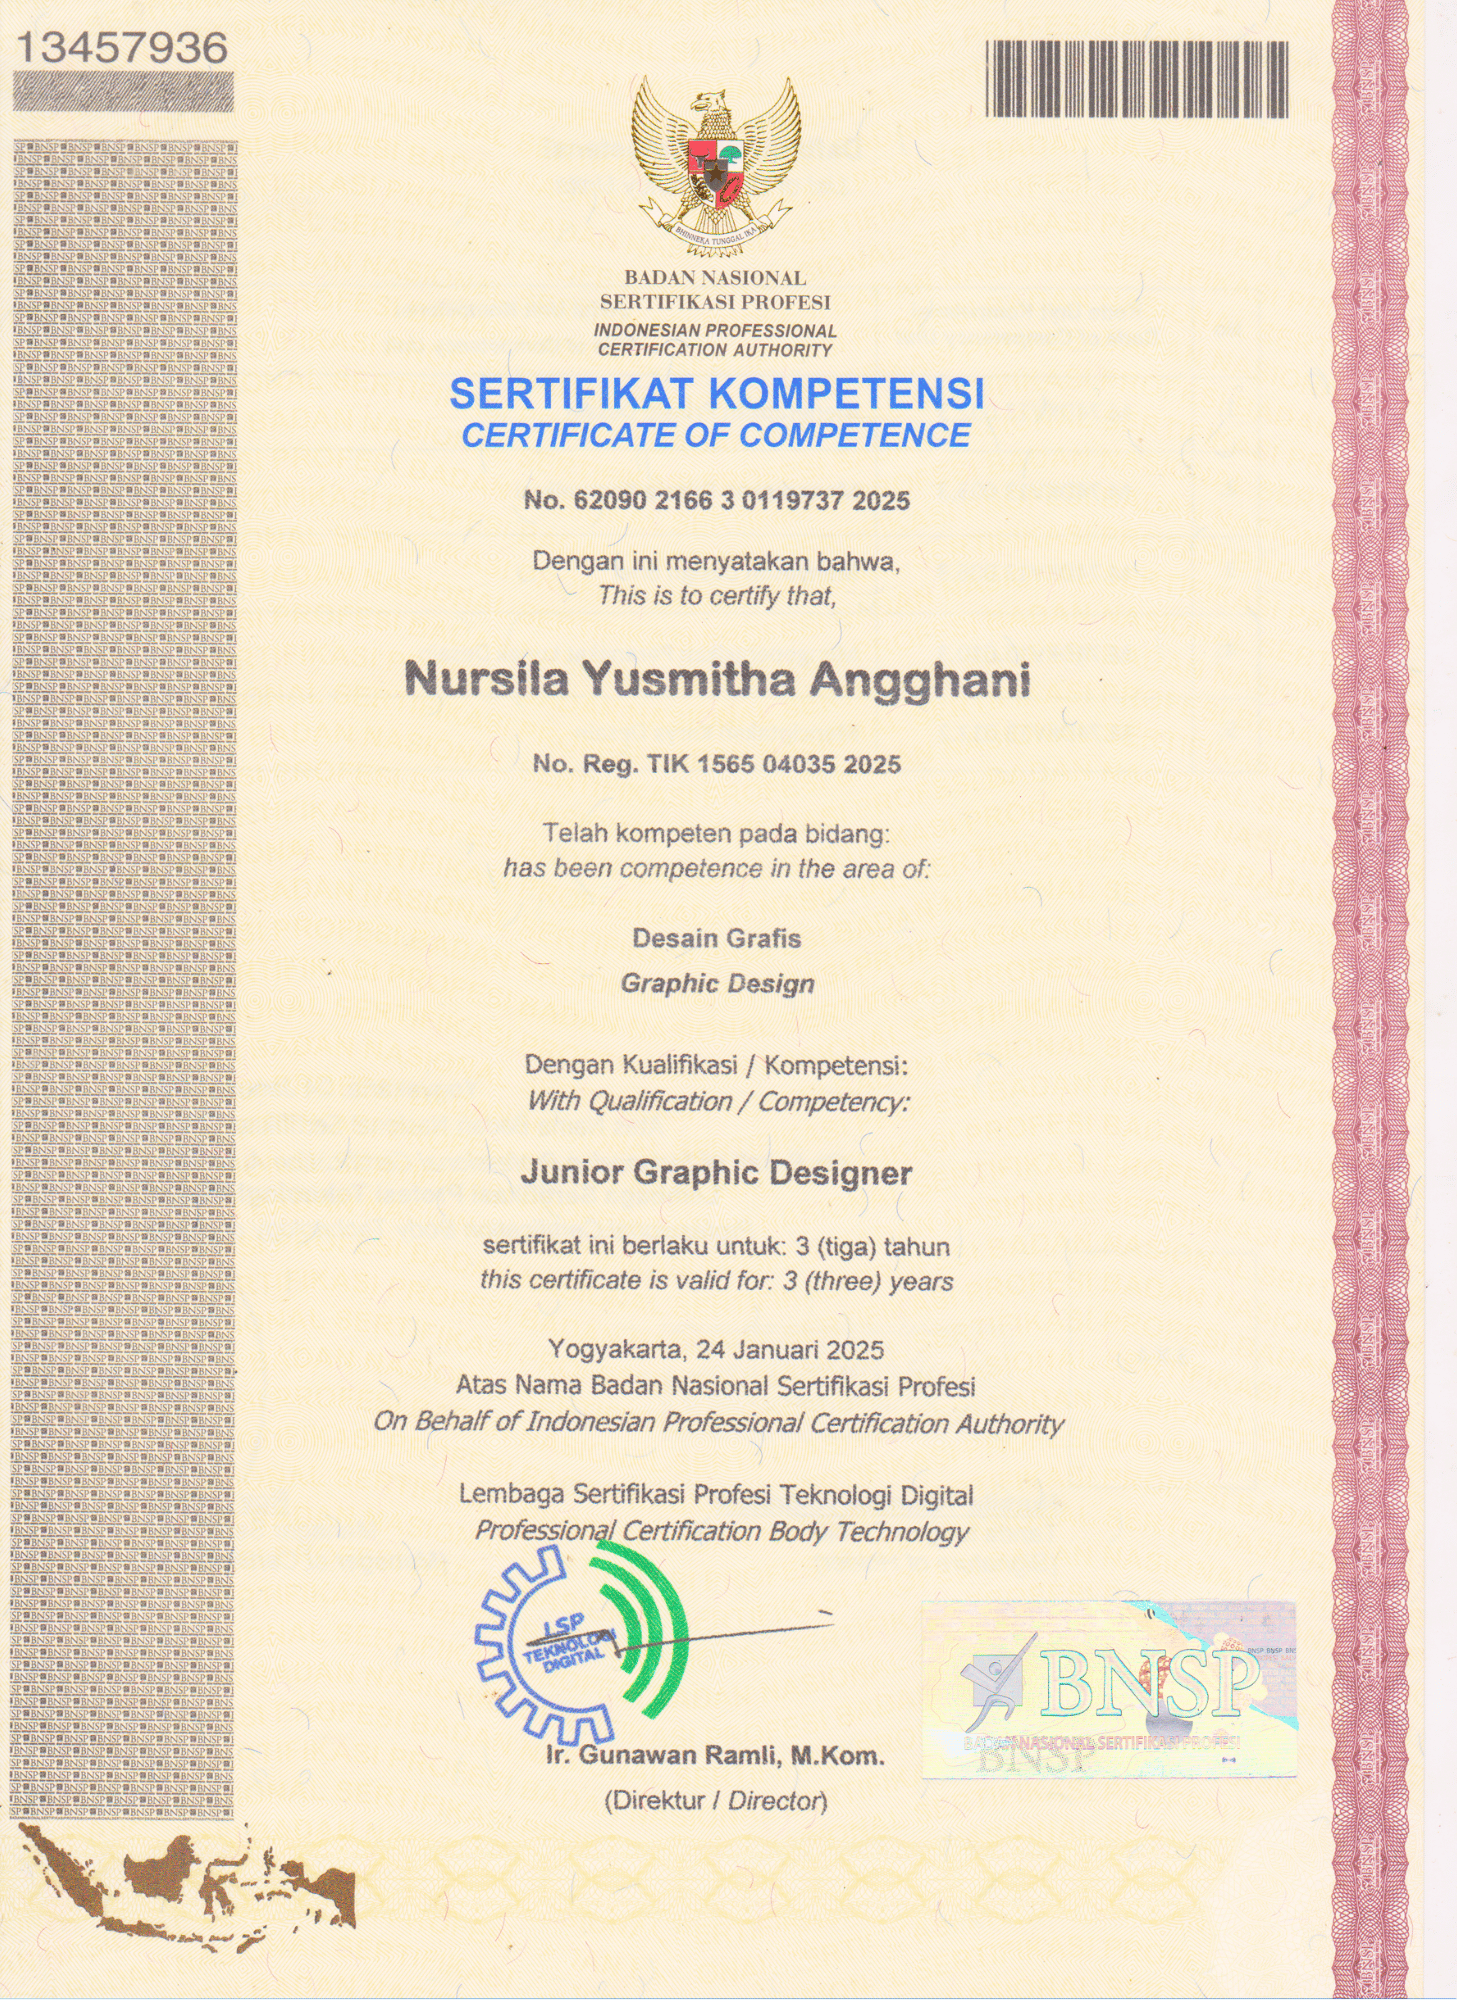 13457936
BHINNEKA TUNGGAL IKA
BADAN NASIONAL
SERTIFIKASI PROFESI
INDONESIAN PROFESSIONAL
CERTIFICATION AUTHORITY
SERTIFIKAT KOMPETENSI
CERTIFICATE OF COMPETENCE
No. 62090 2166 3 0119737 2025
Dengan ini menyatakan bahwa,
This is to certify that,
Nursila Yusmitha Angghani
No. Reg. TIK 1565 04035 2025
Telah kompeten pada bidang:
has been competence in the area of:
Desain Grafis
Graphic Design
Dengan Kualifikasi / Kompetensi:
With Qualification / Competency:
Junior Graphic Designer
sertifikat ini berlaku untuk: 3 (tiga) tahun
this certificate is valid for: 3 (three) years
Yogyakarta, 24 Januari 2025
Atas Nama Badan Nasional Sertifikasi Profesi
On Behalf of Indonesian Professional Certification Authority
Lembaga Sertifikasi Profesi Teknologi Digital
Professional Certification Body Technology
LSP
TEKNOLOGI
DIGITAL
BNSP
BADAN NASIONAL SERTIFIKASI PROFESI
BNSP
Ir. Gunawan Ramli, M.Kom.
(Direktur / Director)